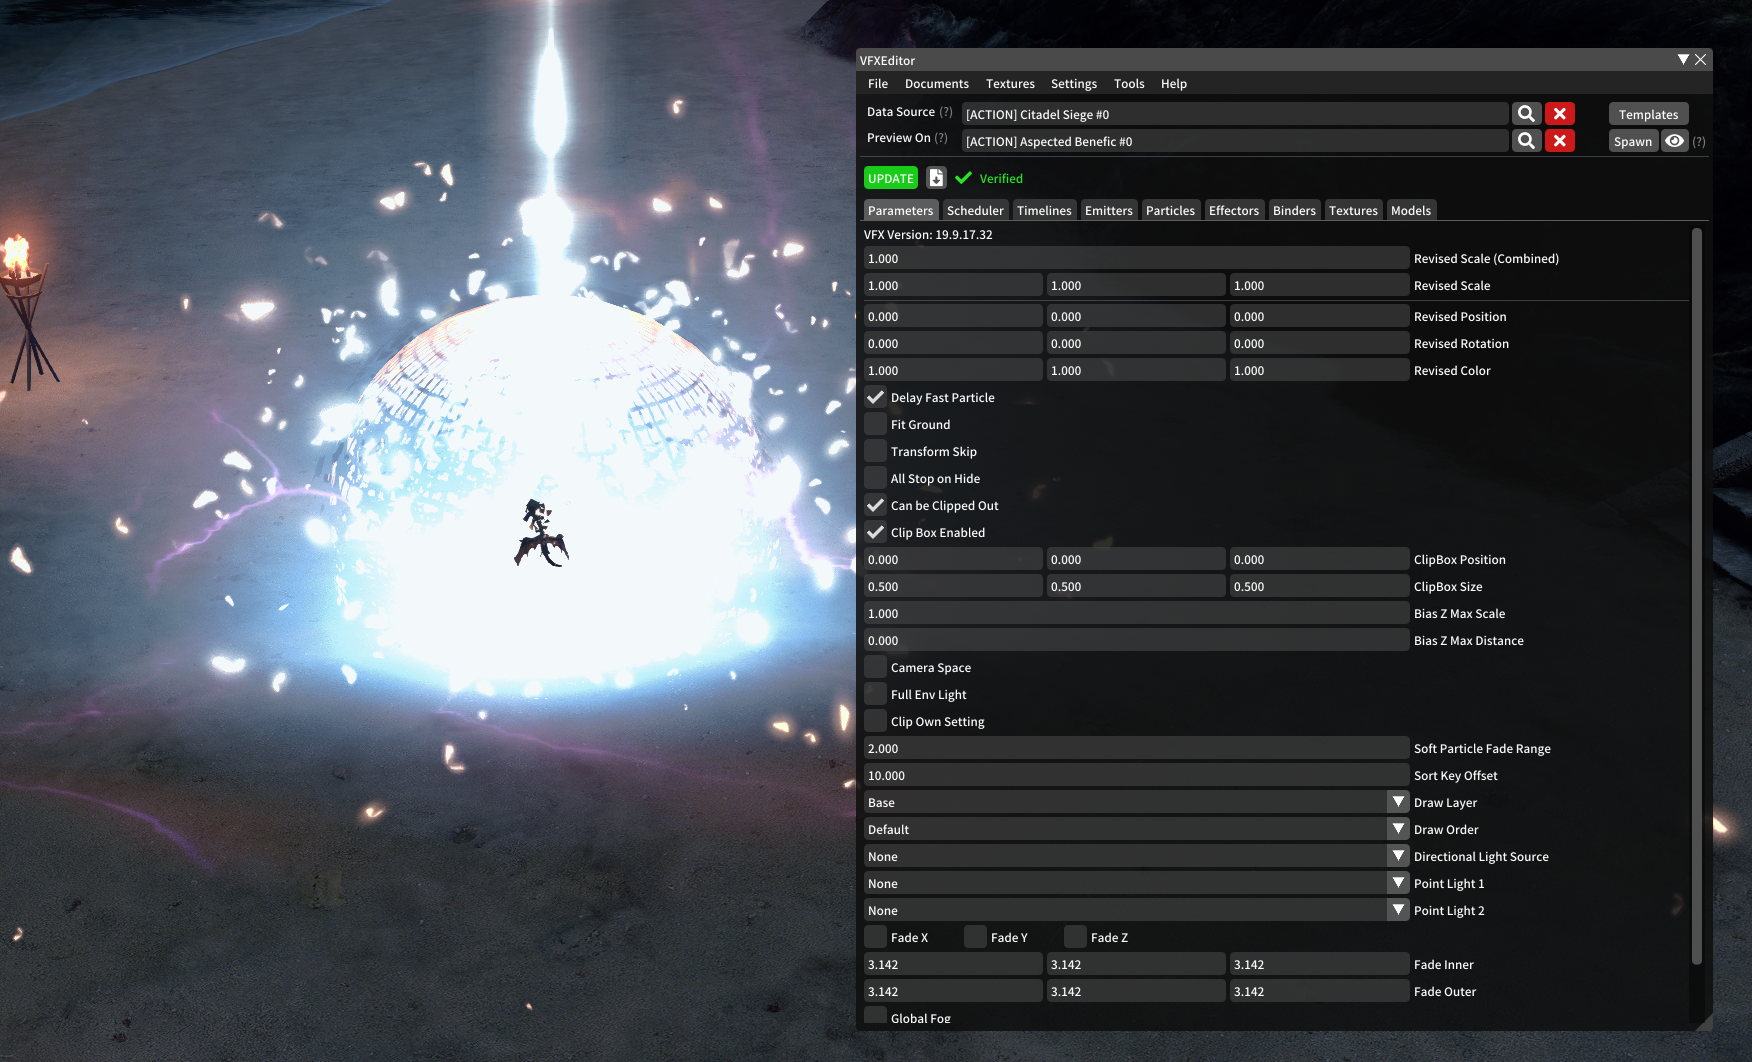 VFXEditor
File Documents Textures Settings Tools Help
Data Source (?) [ACTION] Citadel Siege #0 Templates
Preview On (?) [ACTION] Aspected Benefic #0 Spawn (?)
UPDATE Verified
Parameters Scheduler Timelines Emitters Particles Effectors Binders Textures Models
VFX Version: 19.9.17.32
1.000 Revised Scale (Combined)
1.000 1.000 1.000 Revised Scale
0.000 0.000 0.000 Revised Position
0.000 0.000 0.000 Revised Rotation
1.000 1.000 1.000 Revised Color
Delay Fast Particle
Fit Ground
Transform Skip
All Stop on Hide
Can be Clipped Out
Clip Box Enabled
0.000 0.000 0.000 ClipBox Position
0.500 0.500 0.500 ClipBox Size
1.000 Bias Z Max Scale
0.000 Bias Z Max Distance
Camera Space
Full Env Light
Clip Own Setting
2.000 Soft Particle Fade Range
10.000 Sort Key Offset
Base Draw Layer
Default Draw Order
None Directional Light Source
None Point Light 1
None Point Light 2
Fade X Fade Y Fade Z
3.142 3.142 3.142 Fade Inner
3.142 3.142 3.142 Fade Outer
Global Fog